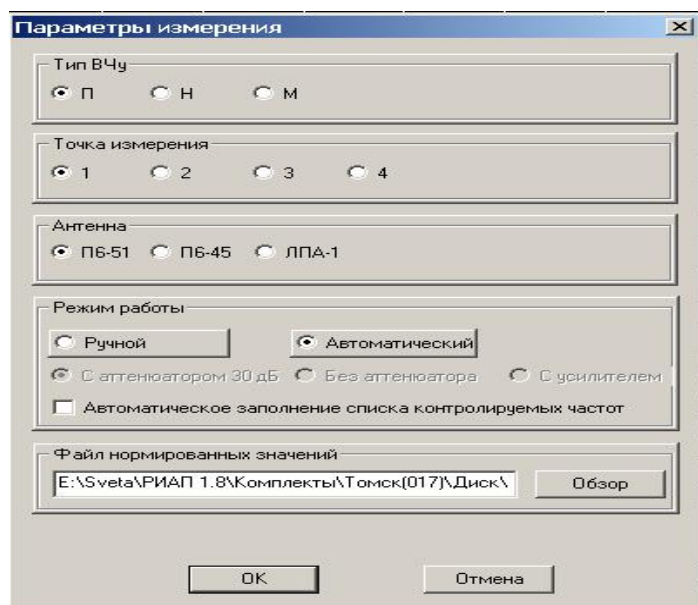 Параметры измерения
Тип ВЧу
П Н М
Точка измерения
1 2 3 4
Антенна
П6-51 П6-45 ЛПА-1
Режим работы
Ручной Автоматический
С аттенюатором 30 дБ Без аттенюатора С усилителем
Автоматическое заполнение списка контролируемых частот
Файл нормированных значений
E:\Sveta\РИАП 1.8\Комплекты\Томск(017)\Диск\ Обзор
OK Отмена